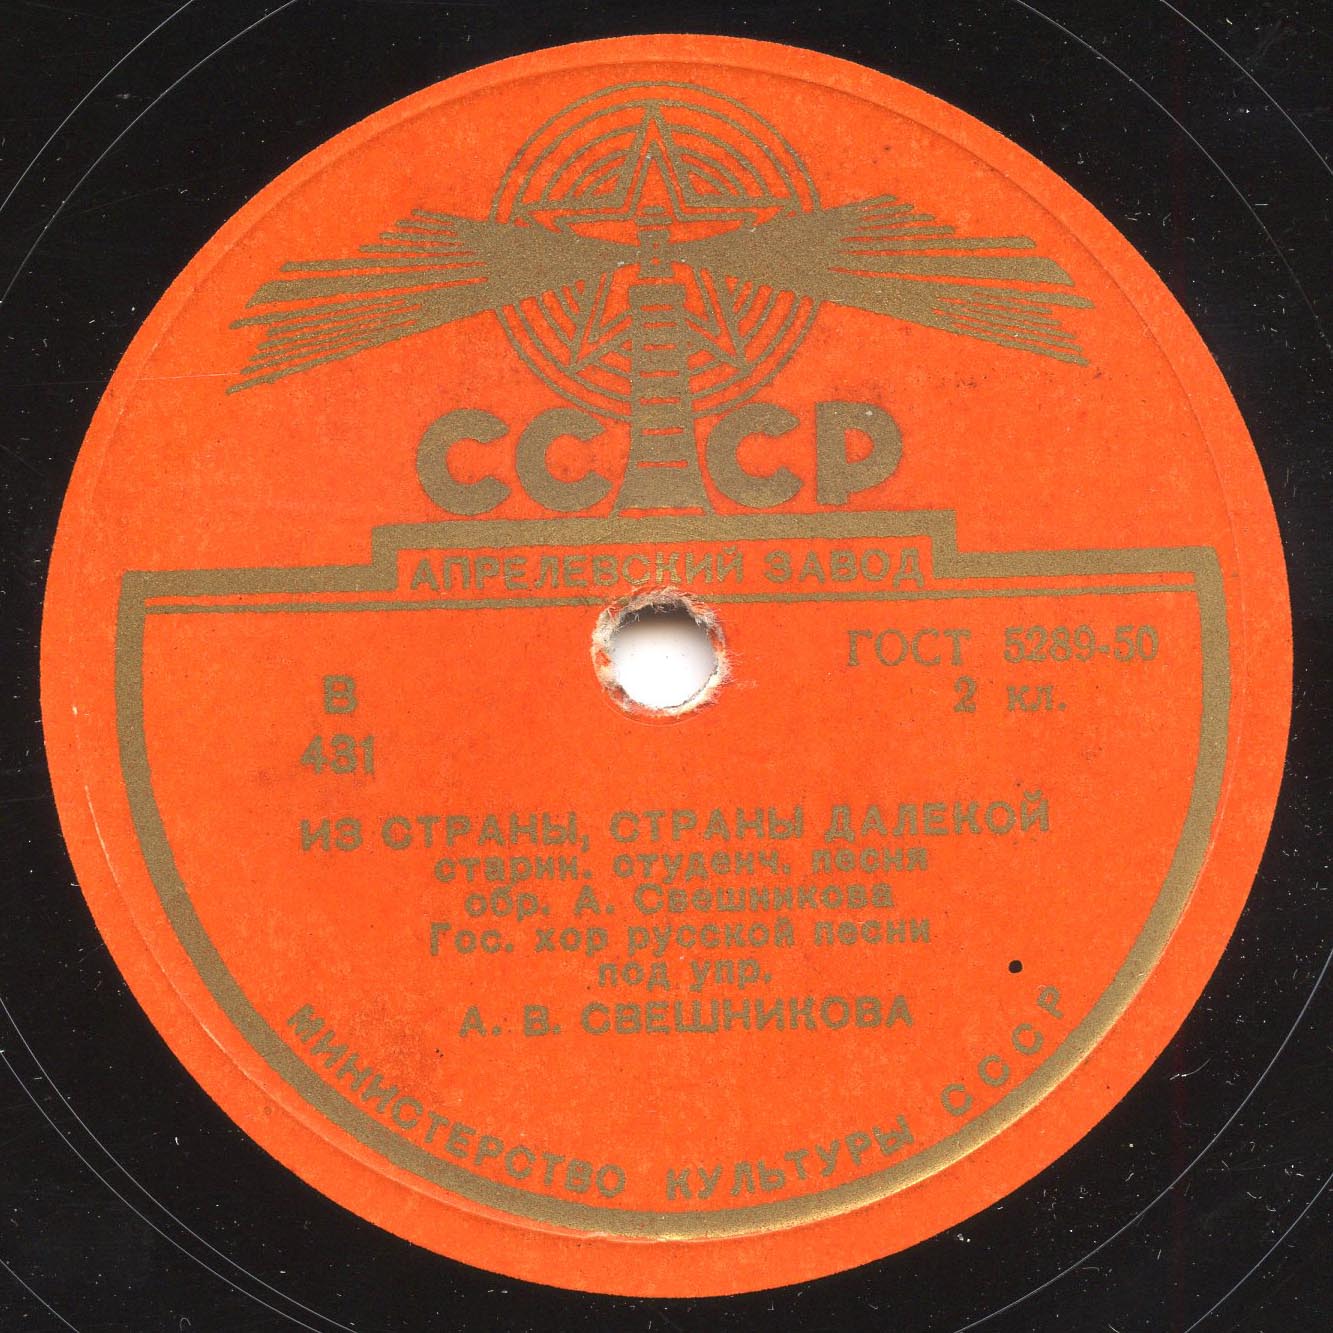 СССР
АПРЕЛЕВСКИЙ ЗАВОД
ГОСТ 5289-50
2 кл.
В
431
ИЗ СТРАНЫ, СТРАНЫ ДАЛЕКОЙ
старин. студенч. песня
обр. А. Свешникова
Гос. хор русской песни
под упр.
А. В. СВЕШНИКОВА
МИНИСТЕРСТВО КУЛЬТУРЫ СССР